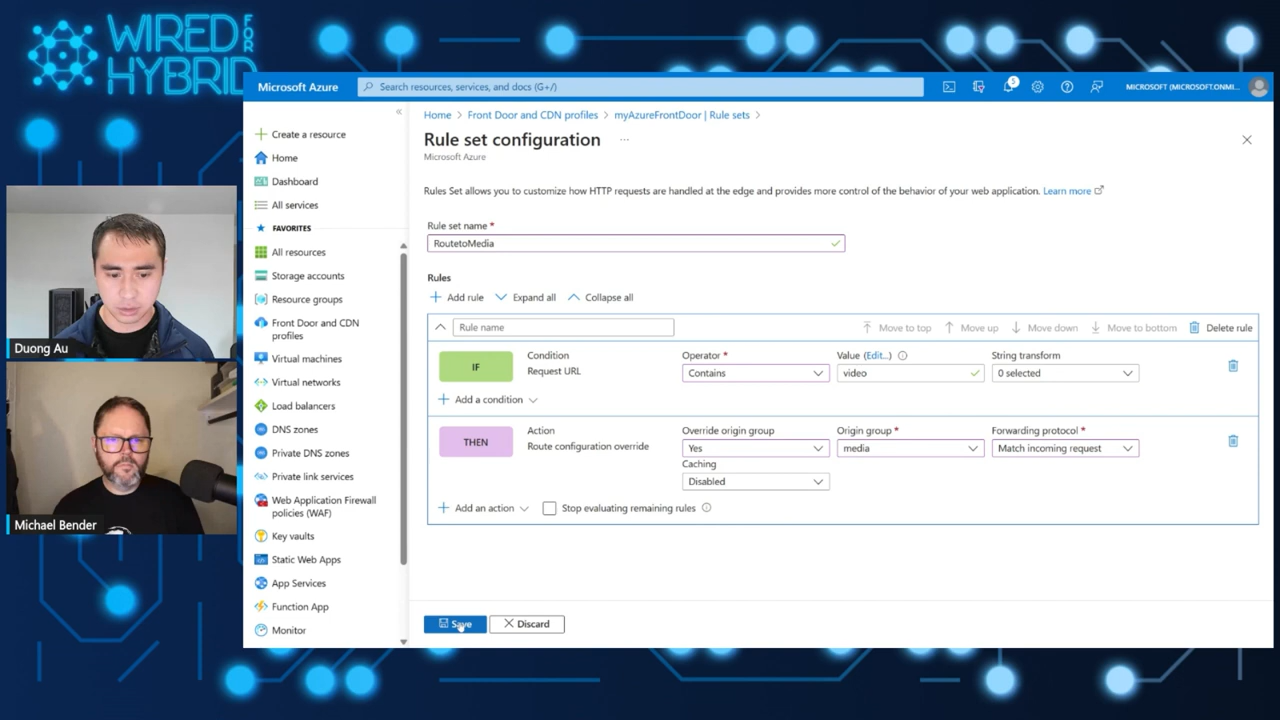 WIRED FOR
HYBRID
Microsoft Azure
Search resources, services, and docs (G+/)
5
MICROSOFT (MICROSOFT.ONMI...
Create a resource
Home
Dashboard
All services
FAVORITES
All resources
Storage accounts
Resource groups
Front Door and CDN
profiles
Virtual machines
Virtual networks
Load balancers
DNS zones
Private DNS zones
Private link services
Web Application Firewall
policies (WAF)
Key vaults
Static Web Apps
App Services
Function App
Monitor
Home > Front Door and CDN profiles > myAzureFrontDoor | Rule sets >
Rule set configuration ...
Microsoft Azure
Rules Set allows you to customize how HTTP requests are handled at the edge and provides more control of the behavior of your web application. Learn more
Rule set name *
RoutetoMedia
Rules
Add rule Expand all Collapse all
Rule name Move to top Move up Move down Move to bottom Delete rule
IF
Condition
Request URL
Operator *
Contains
Value (Edit...)
video
String transform
0 selected
Add a condition
THEN
Action
Route configuration override
Override origin group
Yes
Origin group *
media
Forwarding protocol *
Match incoming request
Caching
Disabled
Add an action Stop evaluating remaining rules
Save Discard
Duong Au
Michael Bender